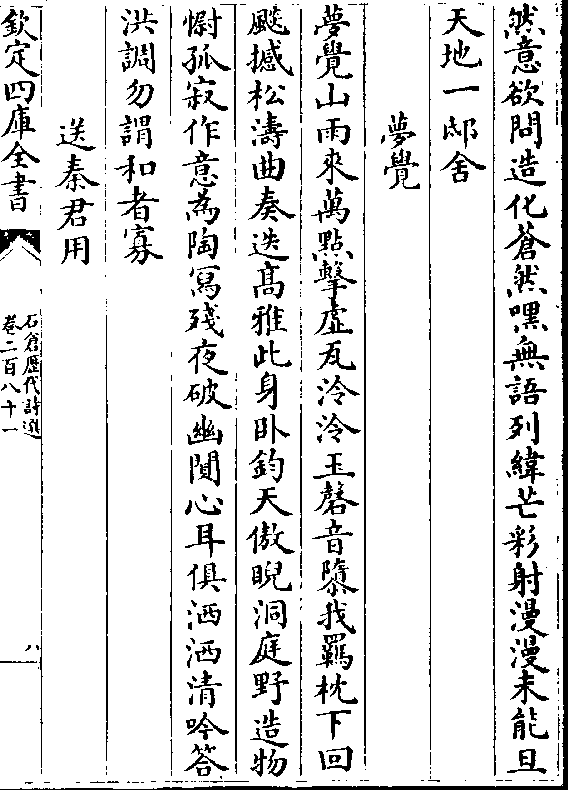 然意欲問造化蒼然嘿無語列緯芒彩射漫漫未能旦
天地一邸舍
夢覺
夢覺山雨來萬點擊虛瓦泠泠玉磬音隳我羈枕下回
飈撼松濤曲奏迭髙雅此身卧鈞天傲睨洞庭野造物
慰孤寂作意為陶冩殘夜破幽閴心耳俱洒洒清吟答
洪調勿謂和者寡
送秦君用
欽定四庫全書
石倉歷代詩選
卷二百八十一
八